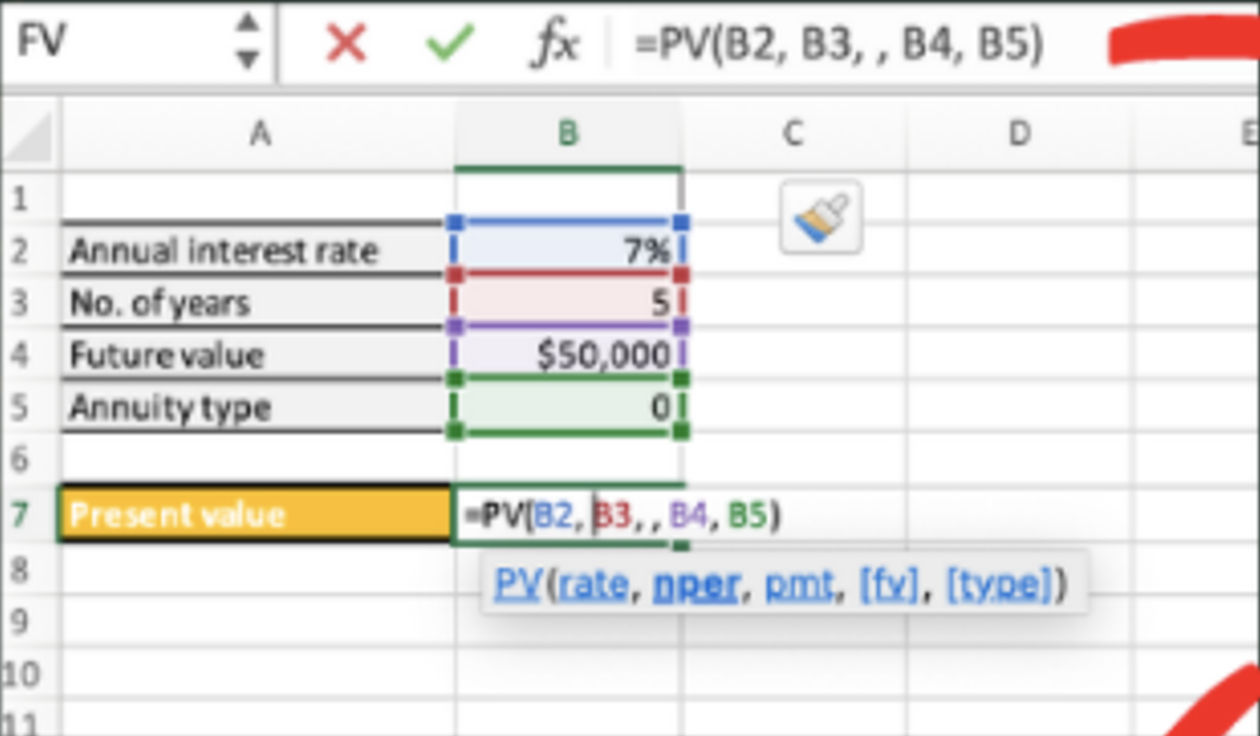 FV fx =PV(B2, B3, , B4, B5)
A B C D E
1
2 Annual interest rate 7%
3 No. of years 5
4 Future value $50,000
5 Annuity type 0
6
7 Present value =PV(B2, B3, , B4, B5)
8 PV(rate, nper, pmt, [fv], [type])
9
10
11